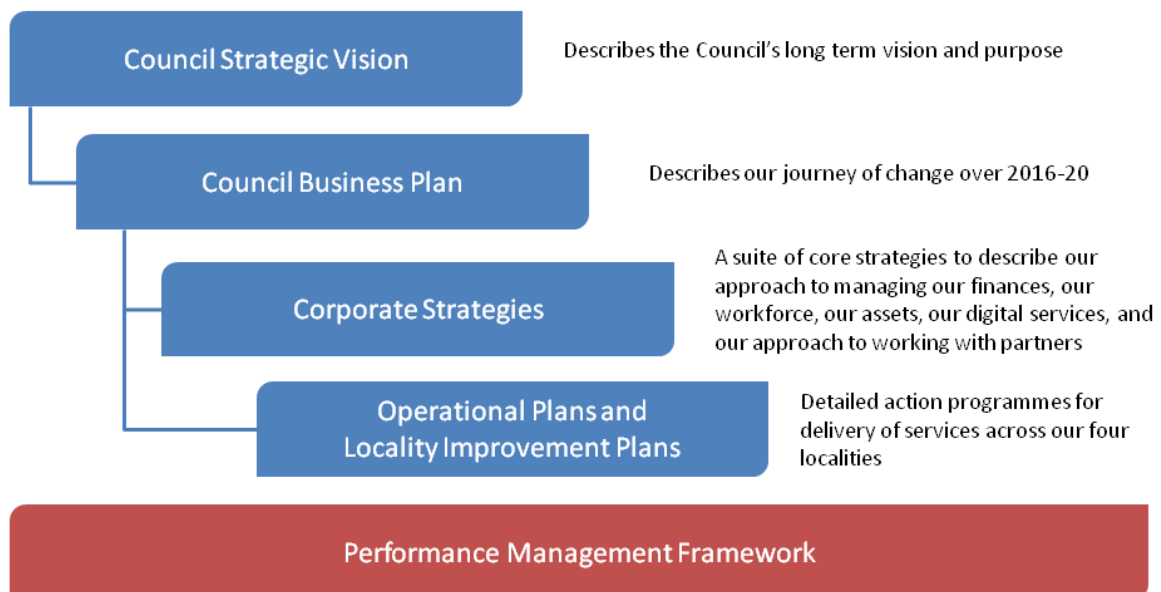 Council Strategic Vision
Describes the Council's long term vision and purpose
Council Business Plan
Describes our journey of change over 2016-20
Corporate Strategies
A suite of core strategies to describe our
approach to managing our finances, our
workforce, our assets, our digital services, and
our approach to working with partners
Operational Plans and
Locality Improvement Plans
Detailed action programmes for
delivery of services across our four
localities
Performance Management Framework